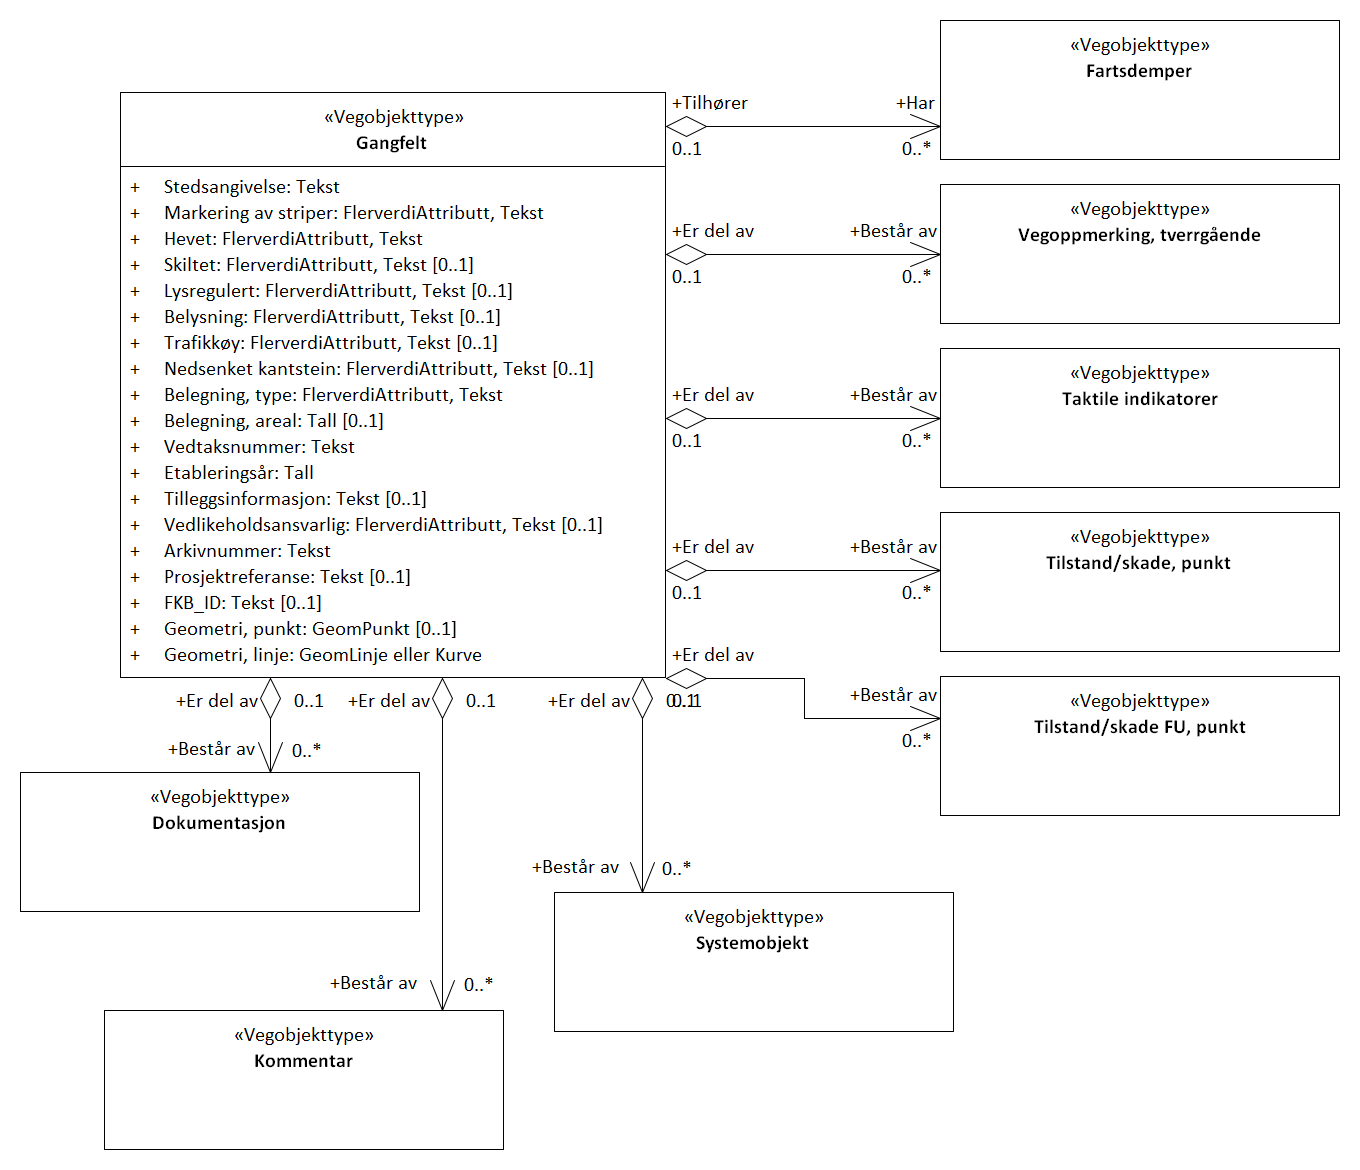 «Vegobjekttype»
Gangfelt
+ Stedsangivelse: Tekst
+ Markering av striper: FlerverdiAttributt, Tekst
+ Hevet: FlerverdiAttributt, Tekst
+ Skiltet: FlerverdiAttributt, Tekst [0..1]
+ Lysregulert: FlerverdiAttributt, Tekst [0..1]
+ Belysning: FlerverdiAttributt, Tekst [0..1]
+ Trafikkøy: FlerverdiAttributt, Tekst [0..1]
+ Nedsenket kantstein: FlerverdiAttributt, Tekst [0..1]
+ Belegning, type: FlerverdiAttributt, Tekst
+ Belegning, areal: Tall [0..1]
+ Vedtaksnummer: Tekst
+ Etableringsår: Tall
+ Tilleggsinformasjon: Tekst [0..1]
+ Vedlikeholdsansvarlig: FlerverdiAttributt, Tekst [0..1]
+ Arkivnummer: Tekst
+ Prosjektreferanse: Tekst [0..1]
+ FKB_ID: Tekst [0..1]
+ Geometri, punkt: GeomPunkt [0..1]
+ Geometri, linje: GeomLinje eller Kurve
+Tilhører +Har
0..1 0..*
«Vegobjekttype»
Fartsdemper
+Er del av +Består av
0..1 0..*
«Vegobjekttype»
Vegoppmerking, tverrgående
+Er del av +Består av
0..1 0..*
«Vegobjekttype»
Taktile indikatorer
+Er del av +Består av
0..1 0..*
«Vegobjekttype»
Tilstand/skade, punkt
+Er del av +Består av
0..1 0..*
«Vegobjekttype»
Tilstand/skade FU, punkt
+Er del av 0..1
+Består av 0..*
«Vegobjekttype»
Dokumentasjon
+Er del av 0..1
+Består av 0..*
«Vegobjekttype»
Kommentar
+Er del av 0..1
+Består av 0..*
«Vegobjekttype»
Systemobjekt